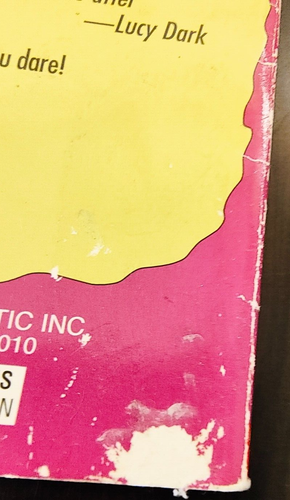 —Lucy Dark
u dare!
TIC INC.
010
S
N